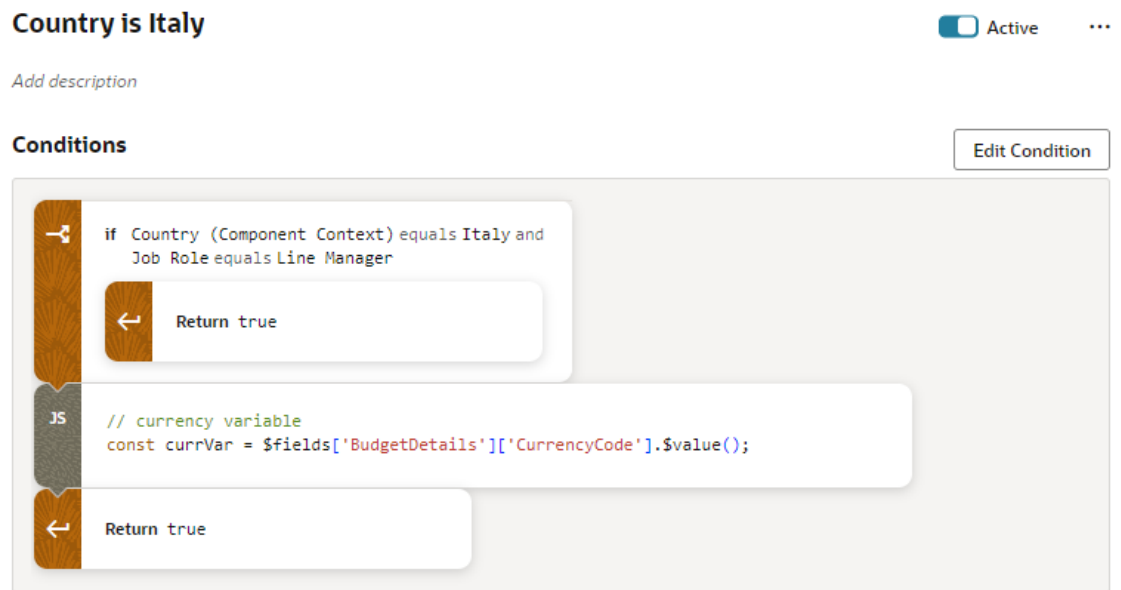 Country is Italy
Active
...
Add description
Conditions
Edit Condition
if Country (Component Context) equals Italy and
Job Role equals Line Manager
Return true
JS
// currency variable
const currVar = $fields['BudgetDetails']['CurrencyCode'].$value();
Return true